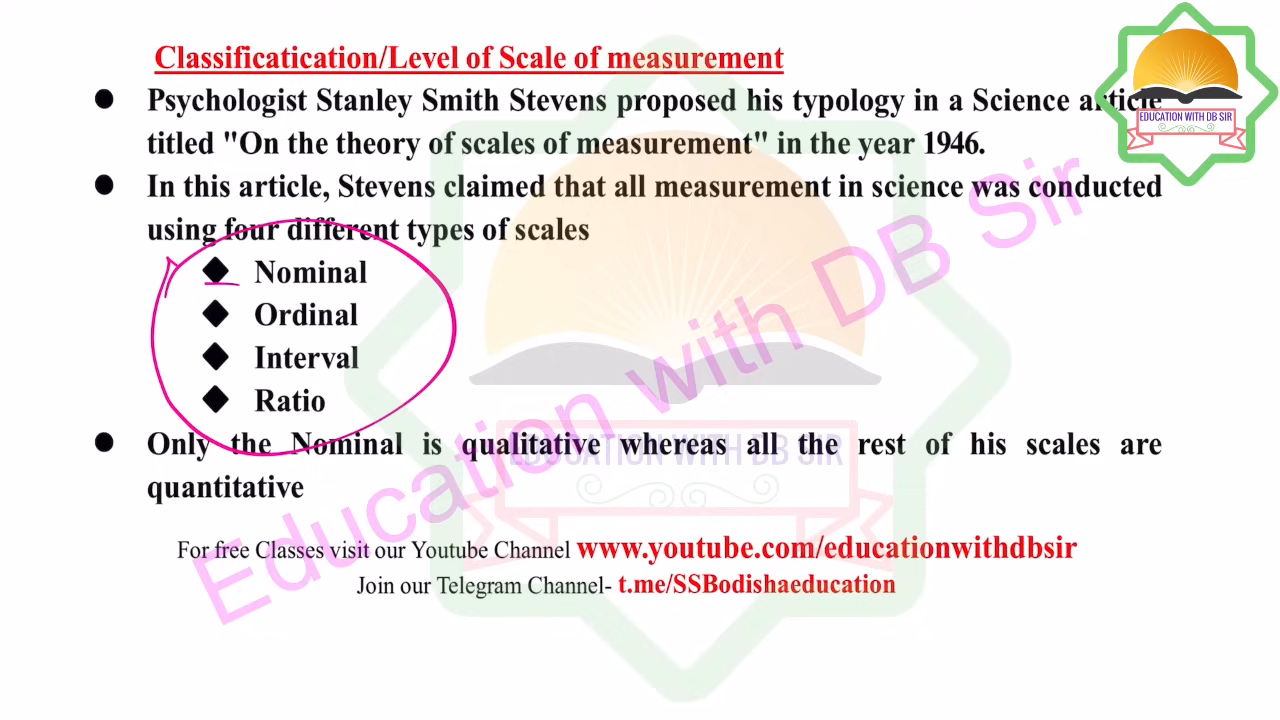 Classificatication/Level of Scale of measurement
● Psychologist Stanley Smith Stevens proposed his typology in a Science article
titled "On the theory of scales of measurement" in the year 1946.
● In this article, Stevens claimed that all measurement in science was conducted
using four different types of scales
◆ Nominal
◆ Ordinal
◆ Interval
◆ Ratio
● Only the Nominal is qualitative whereas all the rest of his scales are
quantitative
For free Classes visit our Youtube Channel www.youtube.com/educationwithdbsir
Join our Telegram Channel- t.me/SSBodishaeducation
EDUCATION WITH DB SIR
Education with DB Sir
EDUCATION WITH DB SIR